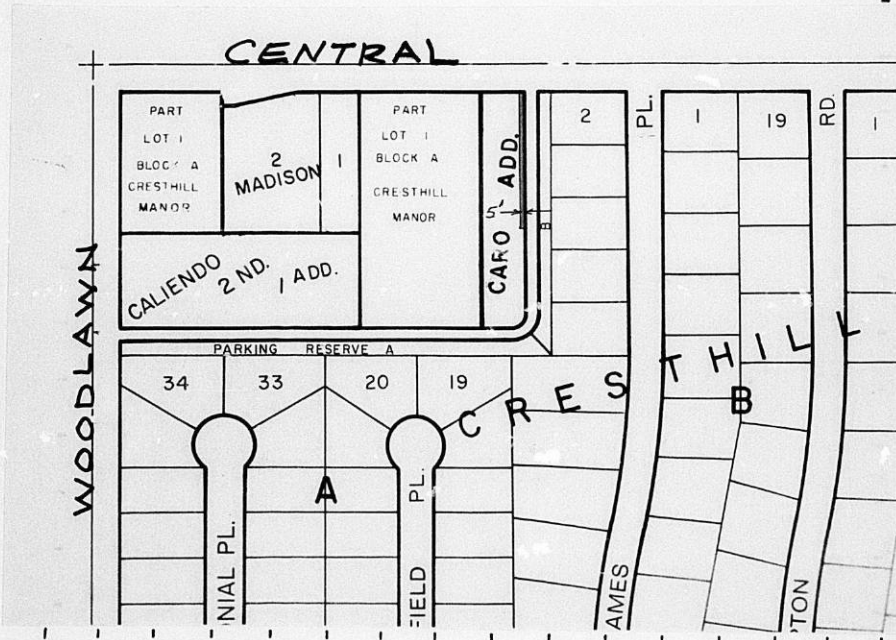 CENTRAL
WOODLAWN
PART
LOT 1
BLOCK A
CRESTHILL
MANOR
2
MADISON
1
PART
LOT 1
BLOCK A
CRESTHILL
MANOR
CARO ADD.
5'
B
2
PL.
1
19
RD.
1
CALIENDO
2 ND.
1 ADD.
PARKING RESERVE A
34
33
20
19
CRESTHILL
B
A
NIAL PL.
FIELD PL.
AMES
TON